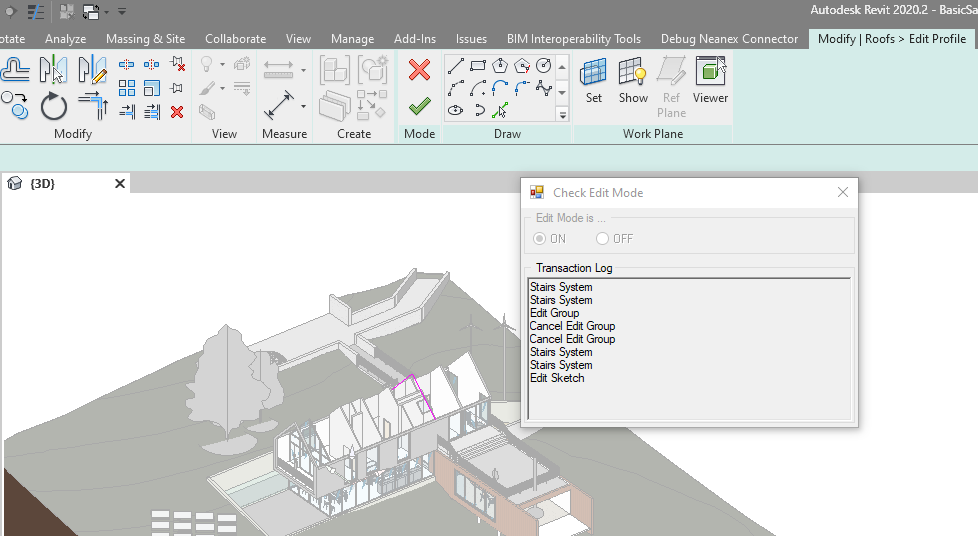 Autodesk Revit 2020.2 - BasicSa
otate Analyze Massing & Site Collaborate View Manage Add-Ins Issues BIM Interoperability Tools Debug Neanex Connector Modify | Roofs > Edit Profile
Set Show Ref Plane Viewer
Modify View Measure Create Mode Draw Work Plane
{3D}
Check Edit Mode
Edit Mode is ...
ON OFF
Transaction Log
Stairs System
Stairs System
Edit Group
Cancel Edit Group
Cancel Edit Group
Stairs System
Stairs System
Edit Sketch